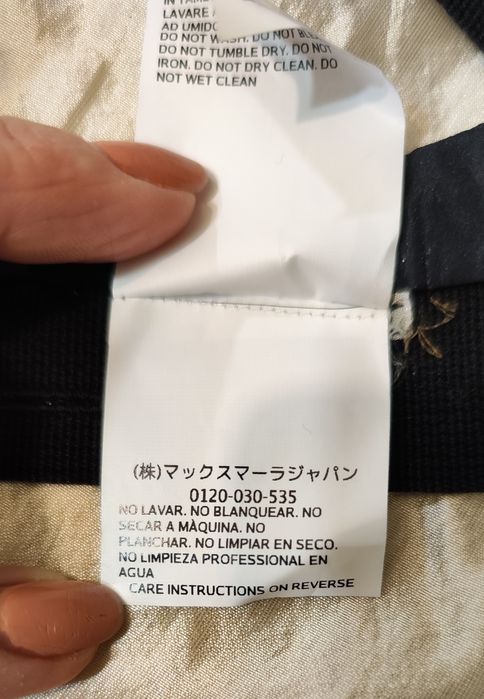 LAVARE
AD UMIDO
DO NOT WASH. DO NOT
DO NOT TUMBLE DRY. DO NOT
IRON. DO NOT DRY CLEAN. DO
NOT WET CLEAN
(株)マックスマーラジャパン
0120-030-535
NO LAVAR. NO BLANQUEAR. NO
SECAR A MÀQUINA. NO
PLANCHAR. NO LIMPIAR EN SECO.
NO LIMPIEZA PROFESSIONAL EN
AGUA
CARE INSTRUCTIONS ON REVERSE